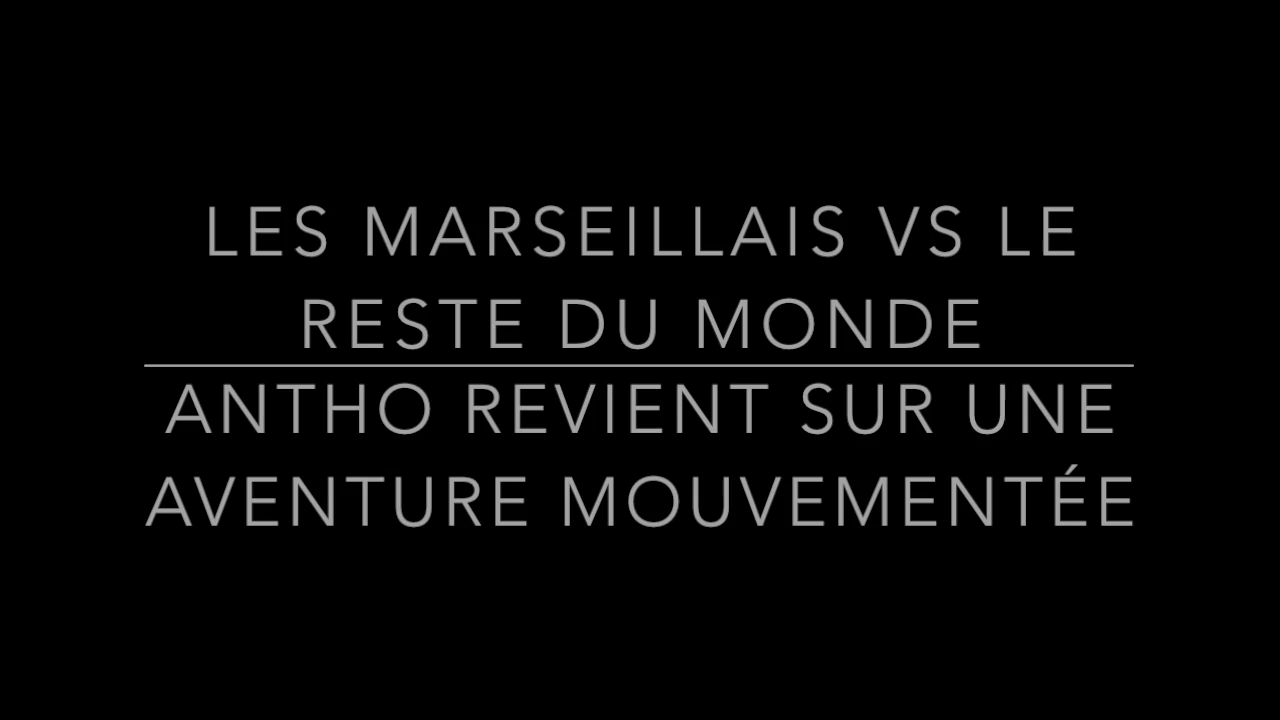 LES MARSEILLAIS VS LE
RESTE DU MONDE
ANTHO REVIENT SUR UNE
AVENTURE MOUVEMENTÉE